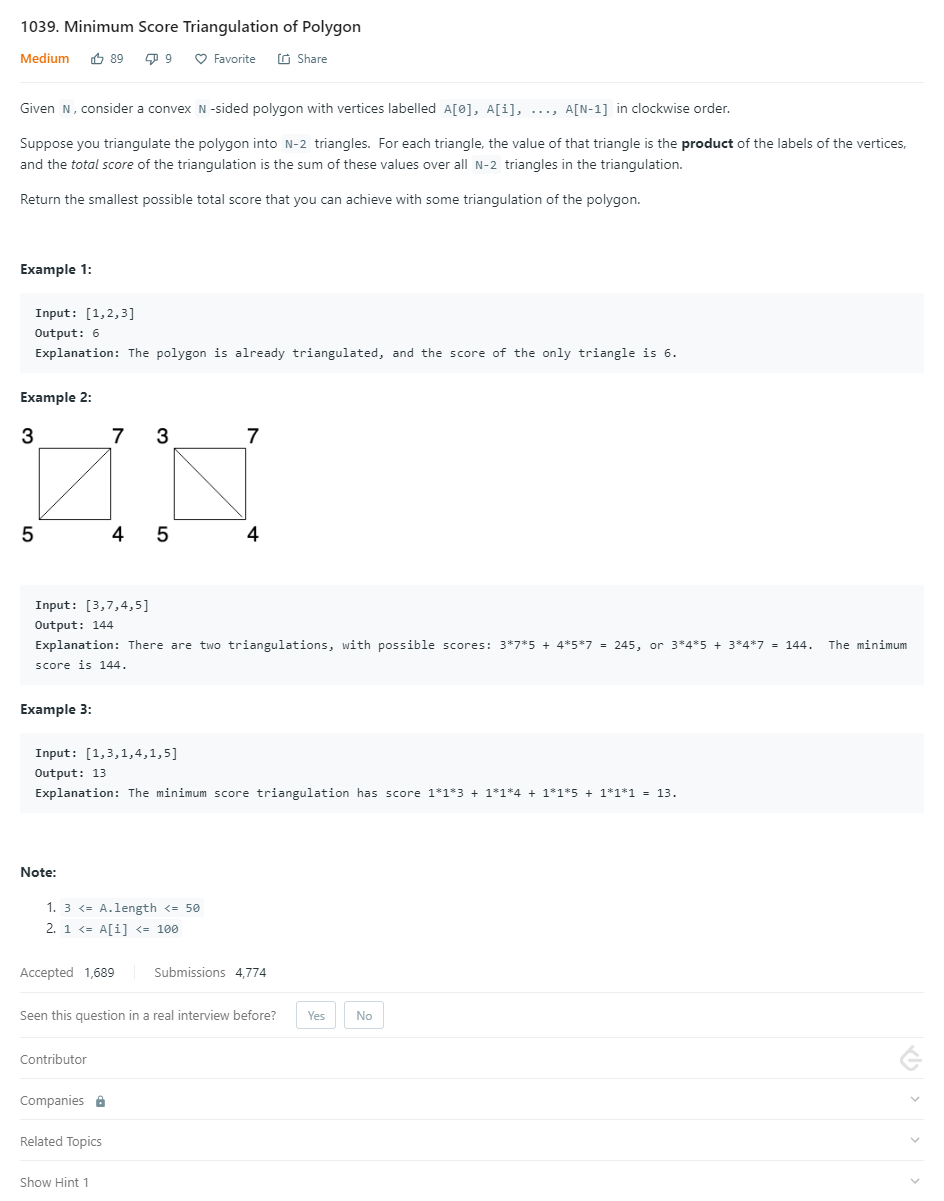 1039. Minimum Score Triangulation of Polygon
Medium 89 9 Favorite Share
Given N, consider a convex N -sided polygon with vertices labelled A[0], A[i], ..., A[N-1] in clockwise order.
Suppose you triangulate the polygon into N-2 triangles. For each triangle, the value of that triangle is the product of the labels of the vertices,
and the total score of the triangulation is the sum of these values over all N-2 triangles in the triangulation.
Return the smallest possible total score that you can achieve with some triangulation of the polygon.
Example 1:
Input: [1,2,3]
Output: 6
Explanation: The polygon is already triangulated, and the score of the only triangle is 6.
Example 2:
3 7 3 7
5 4 5 4
Input: [3,7,4,5]
Output: 144
Explanation: There are two triangulations, with possible scores: 3*7*5 + 4*5*7 = 245, or 3*4*5 + 3*4*7 = 144. The minimum
score is 144.
Example 3:
Input: [1,3,1,4,1,5]
Output: 13
Explanation: The minimum score triangulation has score 1*1*3 + 1*1*4 + 1*1*5 + 1*1*1 = 13.
Note:
1. 3 <= A.length <= 50
2. 1 <= A[i] <= 100
Accepted 1,689 Submissions 4,774
Seen this question in a real interview before? Yes No
Contributor
Companies
Related Topics
Show Hint 1